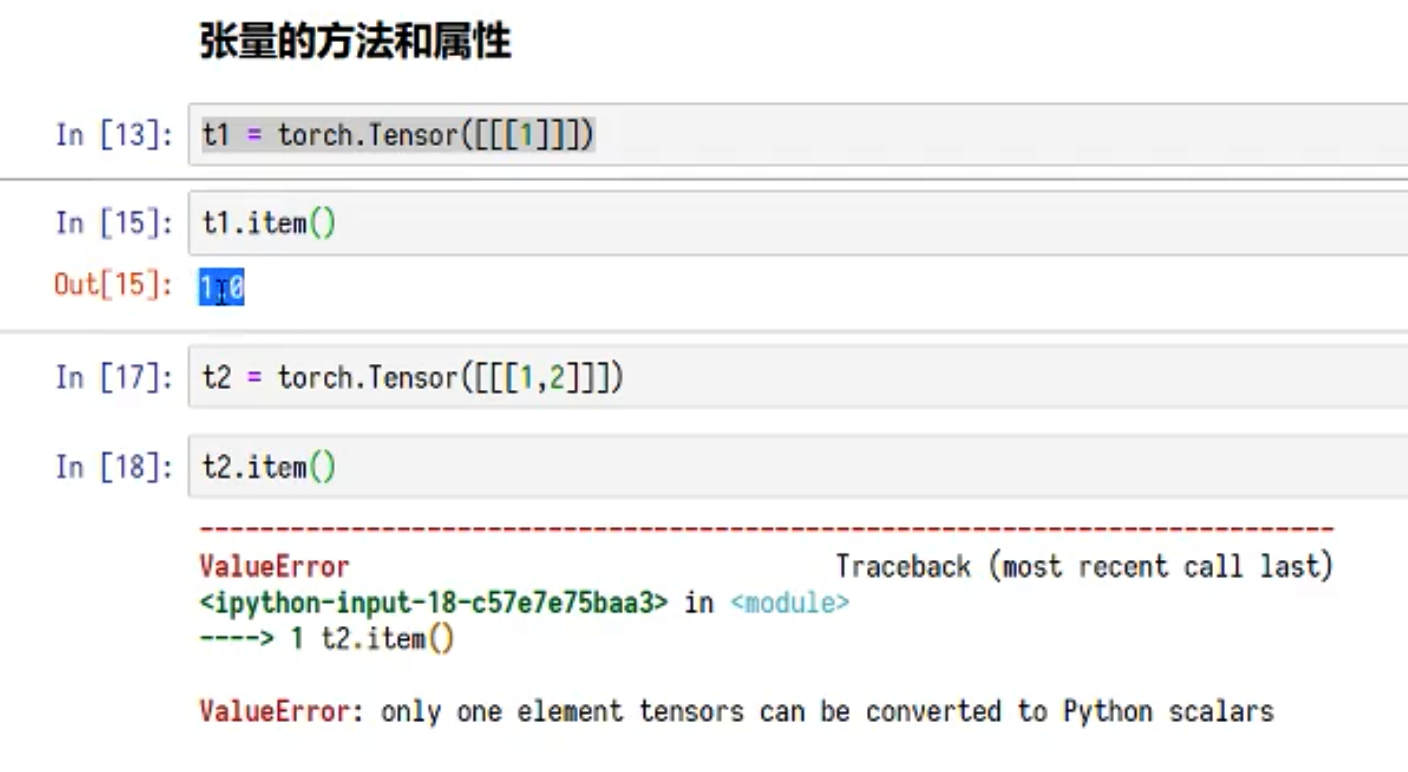 张量的方法和属性
In [13]: t1 = torch.Tensor([[[1]]])
In [15]: t1.item()
Out[15]: 1.0
In [17]: t2 = torch.Tensor([[[1,2]]])
In [18]: t2.item()
---------------------------------------------------------------------------
ValueError                                Traceback (most recent call last)
<ipython-input-18-c57e7e75baa3> in <module>
----> 1 t2.item()
ValueError: only one element tensors can be converted to Python scalars